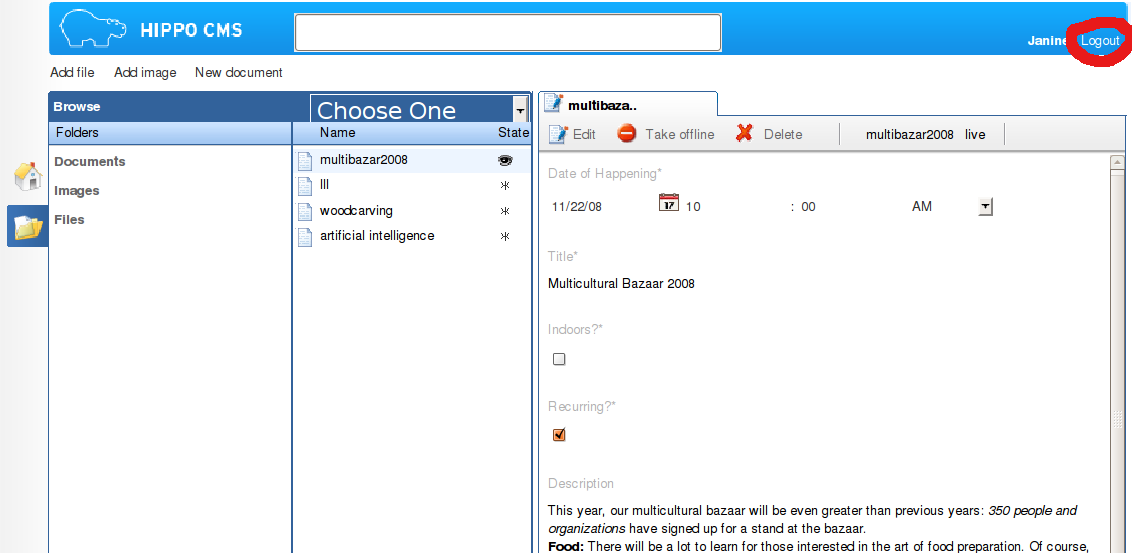 HIPPO CMS
Janine Logout
Add file Add image New document
Browse Choose One
Folders Name State
Documents
Images
Files
multibazar2008
lll
woodcarving
artificial intelligence
multibaza..
Edit Take offline Delete multibazar2008 live
Date of Happening*
11/22/08 17 10 : 00 AM
Title*
Multicultural Bazaar 2008
Indoors?*
Recurring?*
Description
This year, our multicultural bazaar will be even greater than previous years: 350 people and
organizations have signed up for a stand at the bazaar.
Food: There will be a lot to learn for those interested in the art of food preparation. Of course,